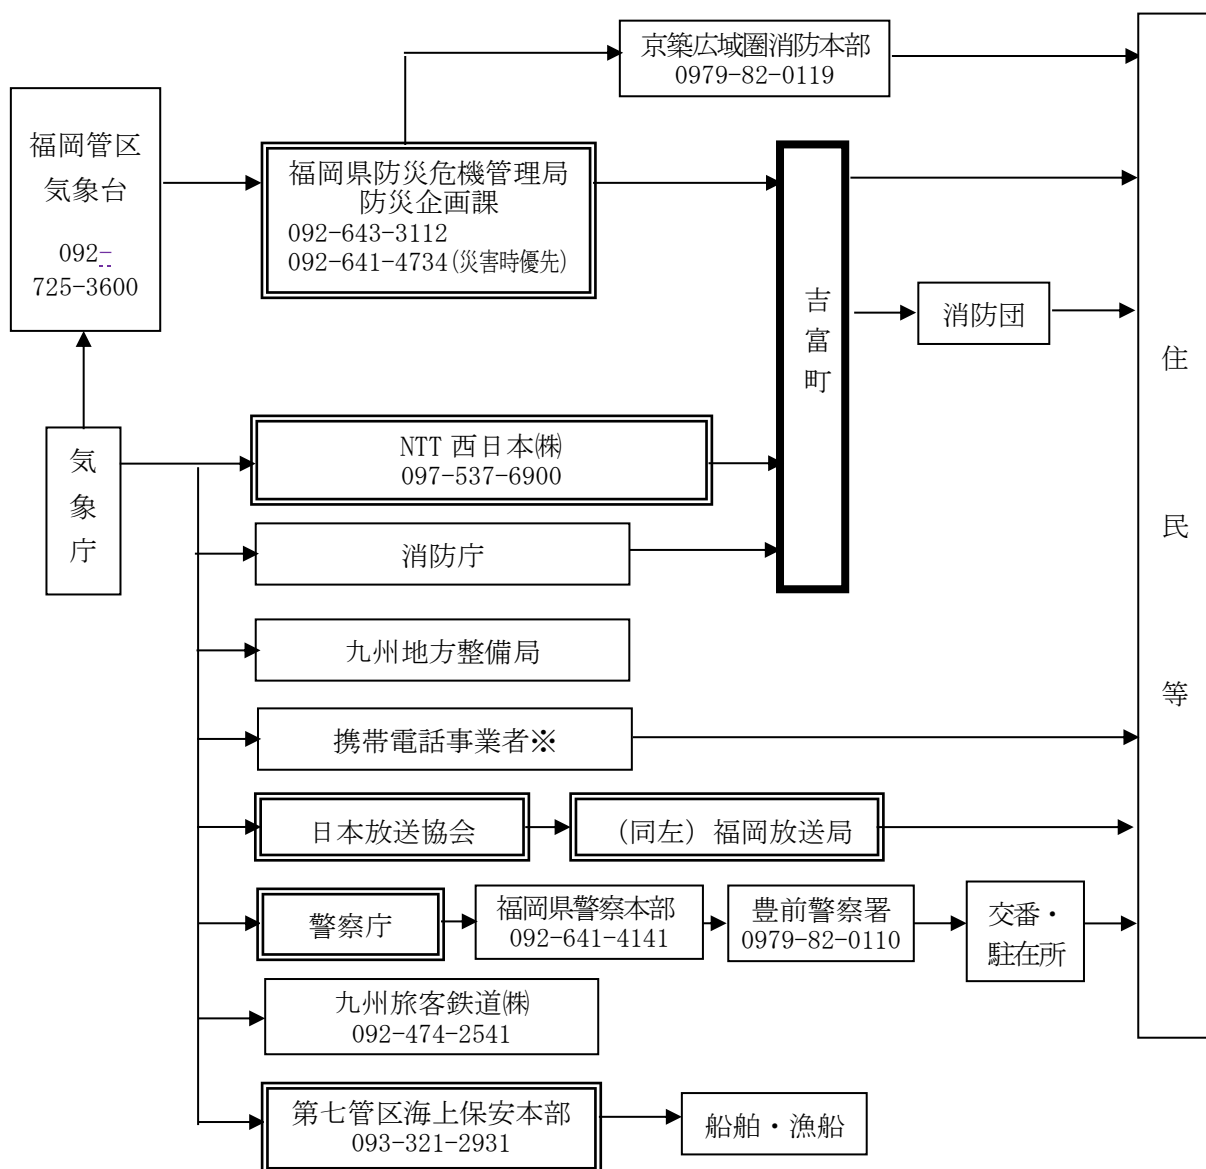 京築広域圏消防本部
0979-82-0119
福岡管区
気象台
092-
725-3600
福岡県防災危機管理局
防災企画課
092-643-3112
092-641-4734(災害時優先)
吉富町
消防団
住民等
気象庁
NTT 西日本㈱
097-537-6900
消防庁
九州地方整備局
携帯電話事業者※
日本放送協会
(同左)福岡放送局
警察庁
福岡県警察本部
092-641-4141
豊前警察署
0979-82-0110
交番・
駐在所
九州旅客鉄道㈱
092-474-2541
第七管区海上保安本部
093-321-2931
船舶・漁船